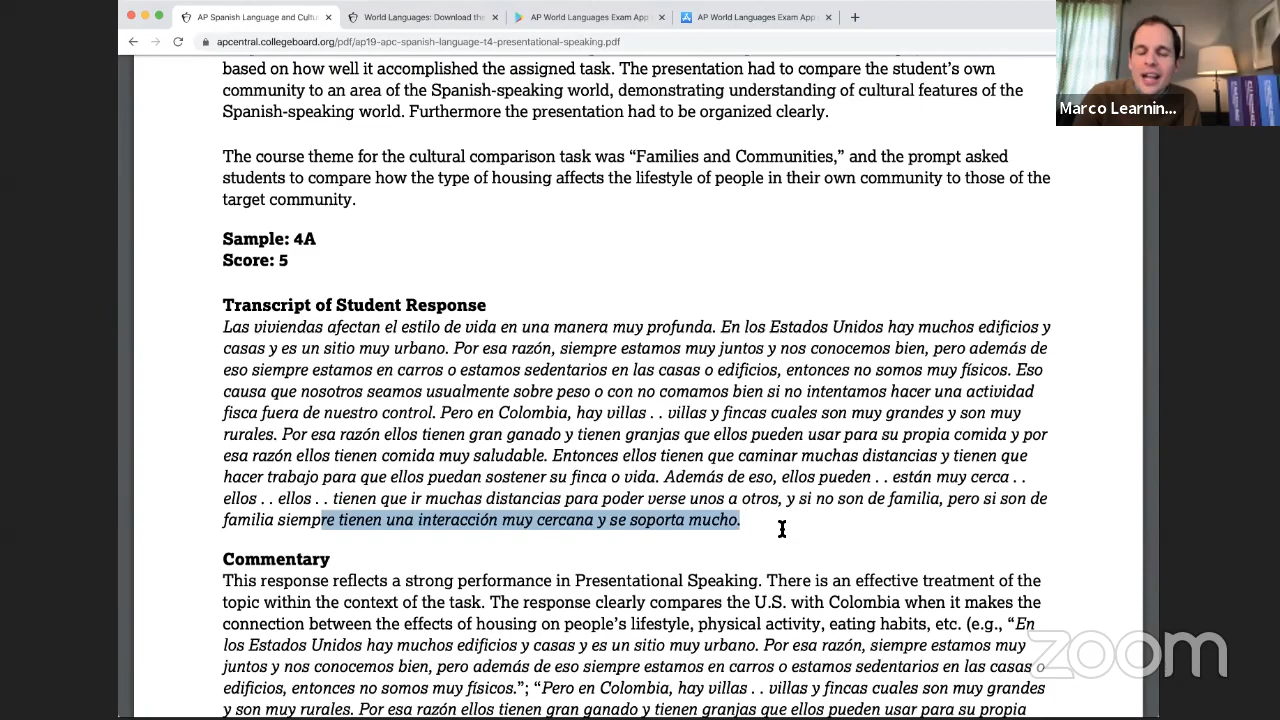 AP Spanish Language and Cultu
World Languages: Download the
AP World Languages Exam App
AP World Languages Exam App
apcentral.collegeboard.org/pdf/ap19-apc-spanish-language-t4-presentational-speaking.pdf
based on how well it accomplished the assigned task. The presentation had to compare the student's own
community to an area of the Spanish-speaking world, demonstrating understanding of cultural features of the
Spanish-speaking world. Furthermore the presentation had to be organized clearly.
The course theme for the cultural comparison task was “Families and Communities,” and the prompt asked
students to compare how the type of housing affects the lifestyle of people in their own community to those of the
target community.
Sample: 4A
Score: 5
Transcript of Student Response
Las viviendas afectan el estilo de vida en una manera muy profunda. En los Estados Unidos hay muchos edificios y
casas y es un sitio muy urbano. Por esa razón, siempre estamos muy juntos y nos conocemos bien, pero además de
eso siempre estamos en carros o estamos sedentarios en las casas o edificios, entonces no somos muy físicos. Eso
causa que nosotros seamos usualmente sobre peso o con no comamos bien si no intentamos hacer una actividad
fisca fuera de nuestro control. Pero en Colombia, hay villas . . villas y fincas cuales son muy grandes y son muy
rurales. Por esa razón ellos tienen gran ganado y tienen granjas que ellos pueden usar para su propia comida y por
esa razón ellos tienen comida muy saludable. Entonces ellos tienen que caminar muchas distancias y tienen que
hacer trabajo para que ellos puedan sostener su finca o vida. Además de eso, ellos pueden . . están muy cerca . .
ellos . . ellos . . tienen que ir muchas distancias para poder verse unos a otros, y si no son de familia, pero si son de
familia siempre tienen una interacción muy cercana y se soporta mucho.
Commentary
This response reflects a strong performance in Presentational Speaking. There is an effective treatment of the
topic within the context of the task. The response clearly compares the U.S. with Colombia when it makes the
connection between the effects of housing on people's lifestyle, physical activity, eating habits, etc. (e.g., “En
los Estados Unidos hay muchos edificios y casas y es un sitio muy urbano. Por esa razón, siempre estamos muy
juntos y nos conocemos bien, pero además de eso siempre estamos en carros o estamos sedentarios en las casas o
edificios, entonces no somos muy físicos.”; “Pero en Colombia, hay villas . . villas y fincas cuales son muy grandes
y son muy rurales. Por esa razón ellos tienen gran ganado y tienen granjas que ellos pueden usar para su propia
Marco Learnin...
zoom